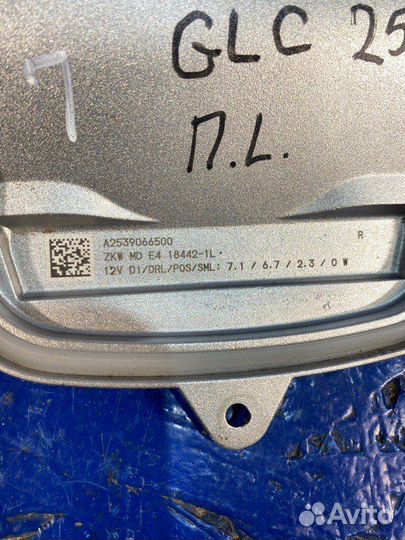 GLC 25
7
П.L.
A2539066500
R
ZKW MD E4 18442-1L
12V D1/DRL/POS/SML: 7.1 / 6.7 / 2.3 / 0 W
Avito